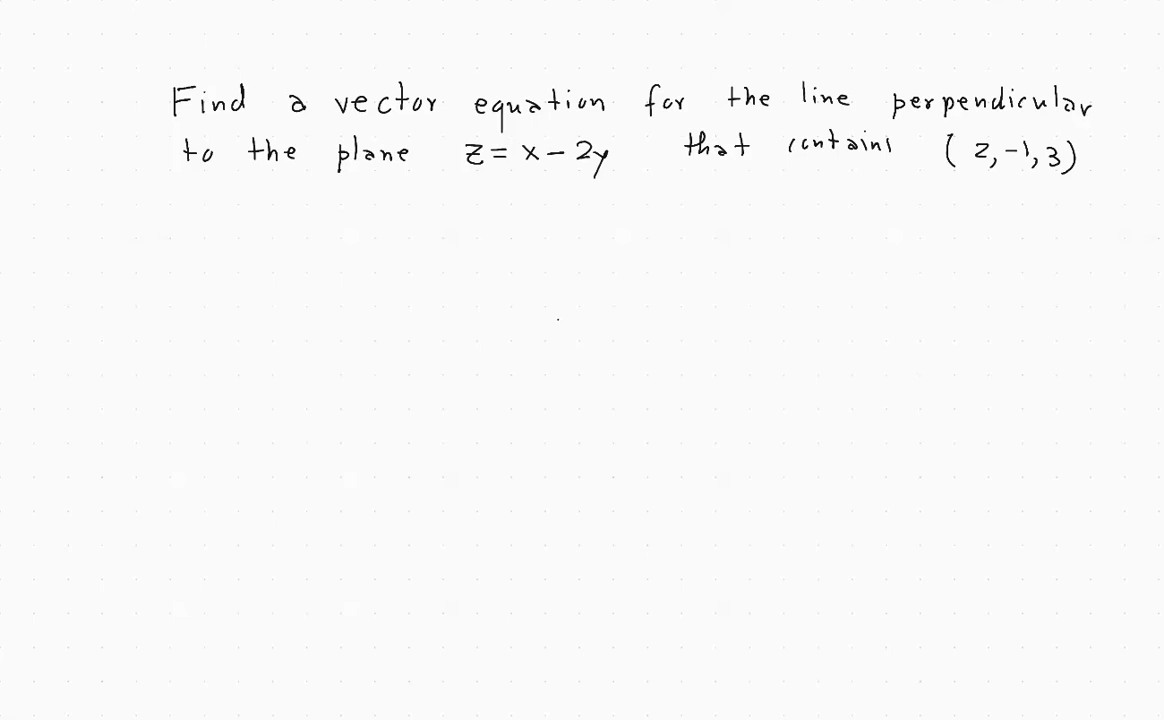 Find a vector equation for the line perpendicular
to the plane z = x - 2y that contains (2, -1, 3)